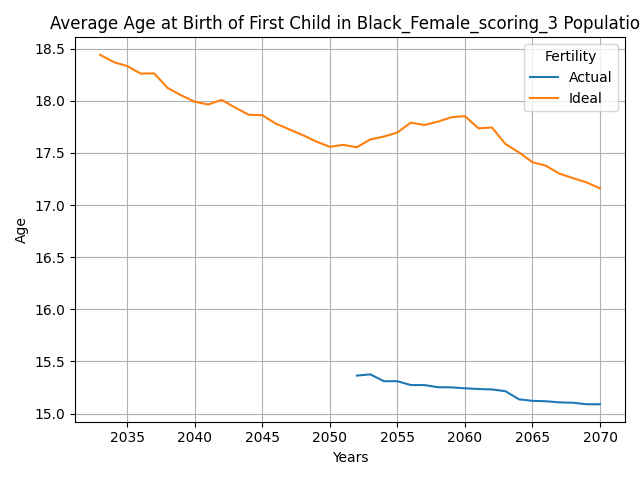 Average Age at Birth of First Child in Black_Female_scoring_3 Populatio
Fertility
Actual
Ideal
18.5
18.0
17.5
17.0
16.5
16.0
15.5
15.0
Age
2035 2040 2045 2050 2055 2060 2065 2070
Years